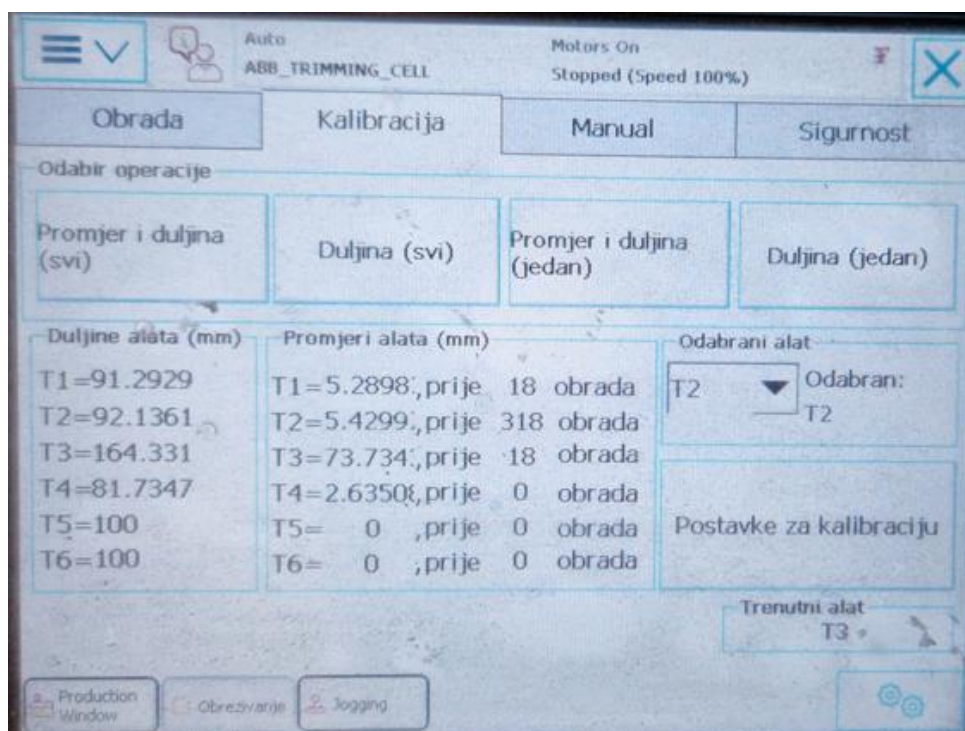 Auto
ABB_TRIMMING_CELL
Motors On
Stopped (Speed 100%)
Obrada
Kalibracija
Manual
Sigurnost
Odabir operacije
Promjer i duljina
(svi)
Duljina (svi)
Promjer i duljina
(jedan)
Duljina (jedan)
Duljine alata (mm)
T1=91.2929
T2=92.1361
T3=164.331
T4=81.7347
T5=100
T6=100
Promjeri alata (mm)
T1=5.2898,prije 18 obrada
T2=5.4299,prije 318 obrada
T3=73.734,prije 18 obrada
T4=2.6350,prije 0 obrada
T5= 0 ,prije 0 obrada
T6= 0 ,prije 0 obrada
Odabrani alat
T2
Odabran:
T2
Postavke za kalibraciju
Trenutni alat
T3
Production
Window
Obrezivanje
Jogging